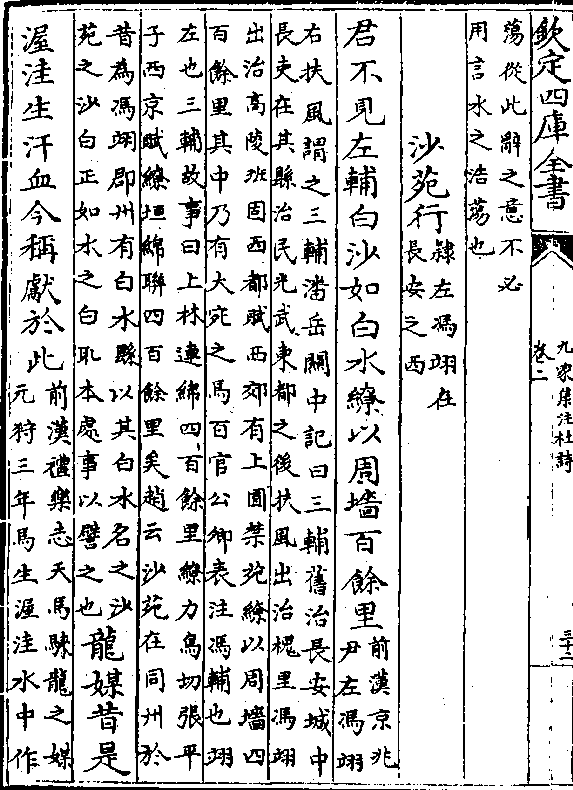 欽定四庫全書
九家集注杜詩
卷二
三十二
蕩從此辭之意不必
用言水之浩蕩也
沙苑行隸左馮翊在
長安之西
君不見左輔白沙如白水繚以周墻百餘里前漢京兆
尹左馮翊
右扶風謂之三輔潘岳關中記曰三輔舊治長安城中
長吏在其縣治民光武東都之後扶風出治槐里馮翊
出治高陵班固西都賦西郊有上囿禁苑繚以周墻四
百餘里其中乃有大宛之馬百官公卿表注馮輔也翊
左也三輔故事曰上林連綿四百餘里繚力鳥切張平
子西京賦繚垣綿聯四百餘里矣趙云沙苑在同州於
昔為馮翊郡州有白水縣以其白水名之沙
苑之沙白正如水之白耴本處事以譬之也龍媒昔是
渥洼生汗血今稱獻於此前漢禮樂志天馬騋龍之媒
元狩三年馬生渥洼水中作